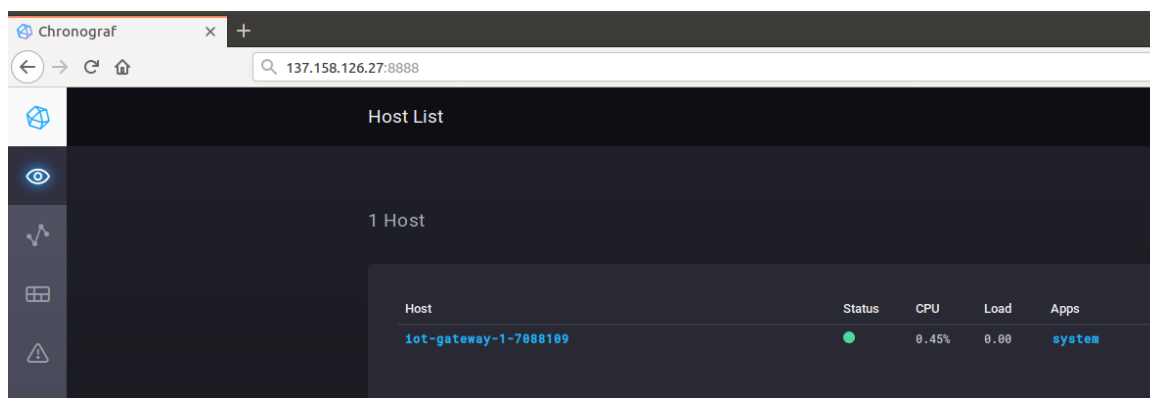 Chronograf
137.158.126.27:8888
Host List
1 Host
Host Status CPU Load Apps
iot-gateway-1-7088109 0.45% 0.00 system